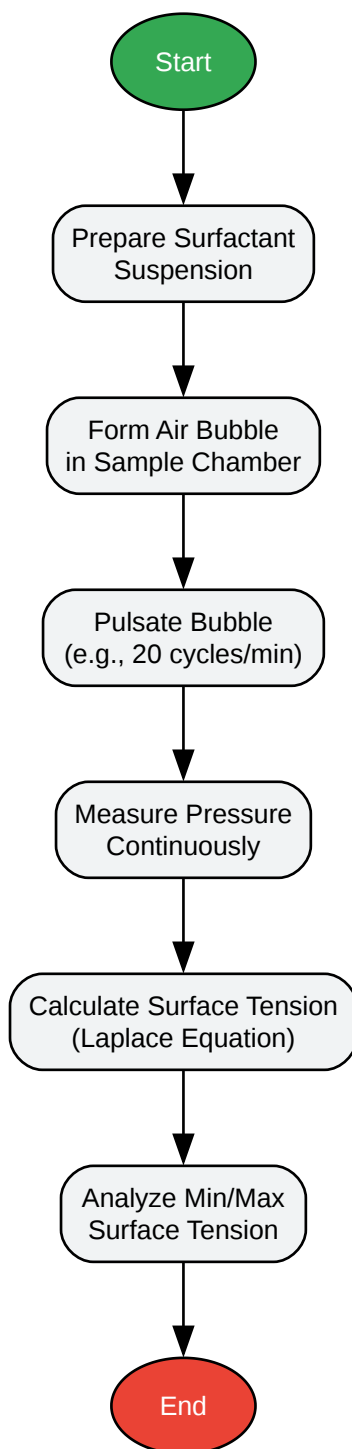 Start
Prepare Surfactant
Suspension
Form Air Bubble
in Sample Chamber
Pulsate Bubble
(e.g., 20 cycles/min)
Measure Pressure
Continuously
Calculate Surface Tension
(Laplace Equation)
Analyze Min/Max
Surface Tension
End